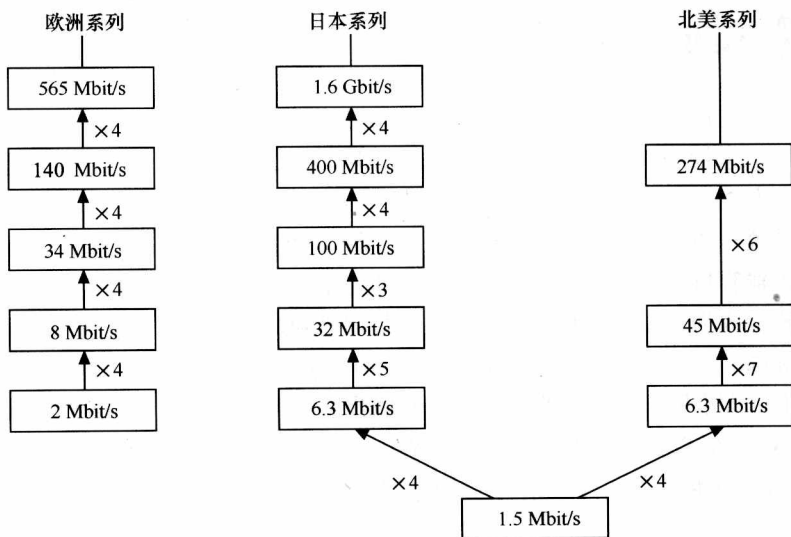 欧洲系列
565 Mbit/s
×4
140 Mbit/s
×4
34 Mbit/s
×4
8 Mbit/s
×4
2 Mbit/s
日本系列
1.6 Gbit/s
×4
400 Mbit/s
×4
100 Mbit/s
×3
32 Mbit/s
×5
6.3 Mbit/s
×4
北美系列
274 Mbit/s
×6
45 Mbit/s
×7
6.3 Mbit/s
×4
1.5 Mbit/s